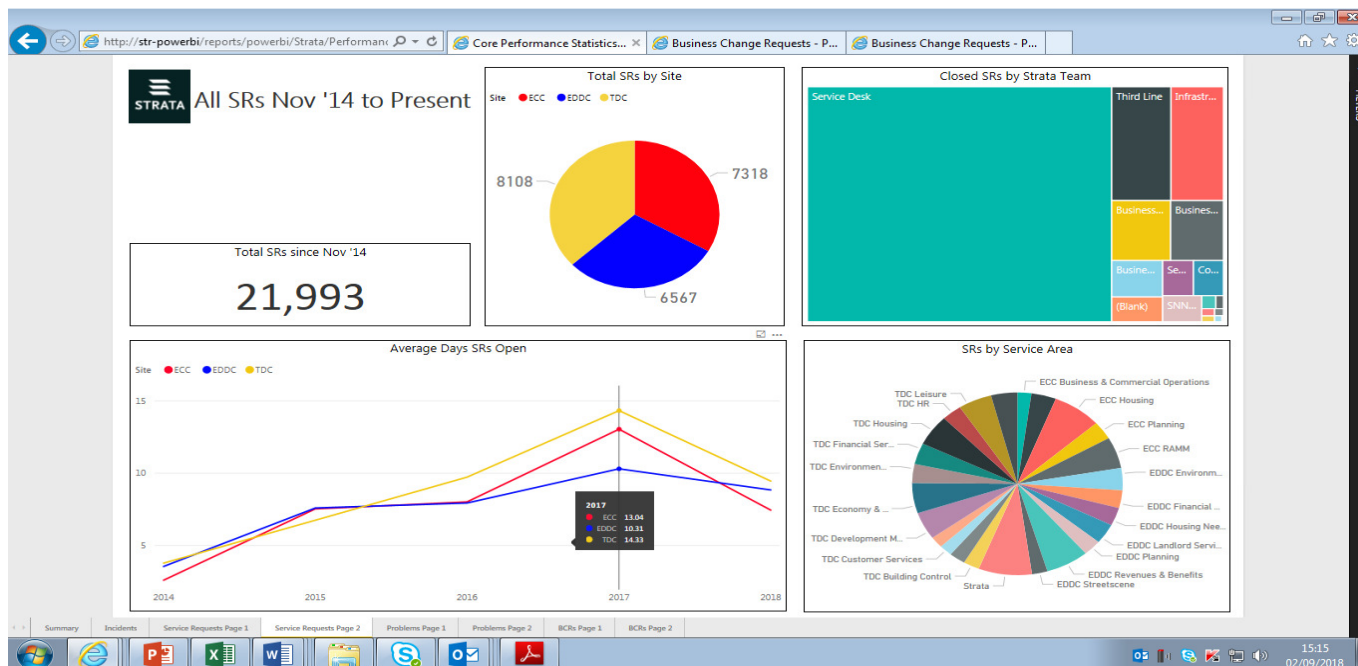 http://str-powerbi/reports/powerbi/Strata/Performan
Core Performance Statistics...
Business Change Requests - P...
Business Change Requests - P...
STRATA
All SRs Nov '14 to Present
Total SRs since Nov '14
21,993
Total SRs by Site
Site ECC EDDC TDC
8108
7318
6567
Closed SRs by Strata Team
Service Desk
Third Line
Infrastr...
Business...
Busines...
Busine...
Se...
Co...
(Blank)
SNN...
Average Days SRs Open
Site ECC EDDC TDC
15
10
5
2017
ECC 13.04
EDDC 10.31
TDC 14.33
2014 2015 2016 2017 2018
SRs by Service Area
ECC Business & Commercial Operations
ECC Housing
ECC Planning
ECC RAMM
EDDC Environm...
EDDC Financial ...
EDDC Housing Nee...
EDDC Landlord Servi...
EDDC Planning
EDDC Revenues & Benefits
EDDC Streetscene
Strata
TDC Building Control
TDC Customer Services
TDC Development M...
TDC Economy & ...
TDC Environmen...
TDC Financial Ser...
TDC Housing
TDC HR
TDC Leisure
Summary Incidents Service Requests Page 1 Service Requests Page 2 Problems Page 1 Problems Page 2 BCRs Page 1 BCRs Page 2
15:15
02/09/2018